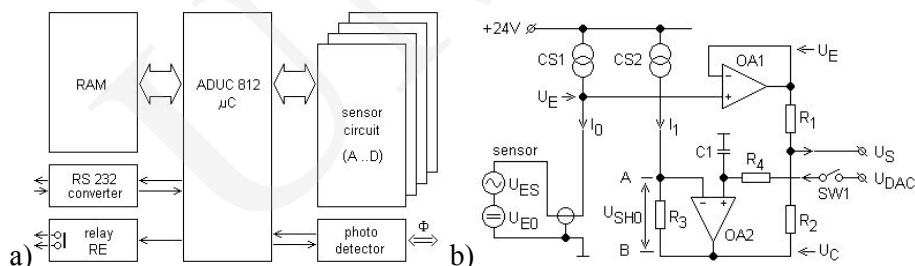 RAM
ADUC 812
μC
sensor
circuit
(A ..D)
RS 232
converter
relay
RE
photo
detector
Φ
a)
+24V
CS1
CS2
OA1
U_E
U_E
I_0
I_1
R_1
C1
R_4
U_S
U_DAC
SW1
sensor
U_ES
U_E0
A
U_SH0
B
R_3
OA2
R_2
U_C
b)